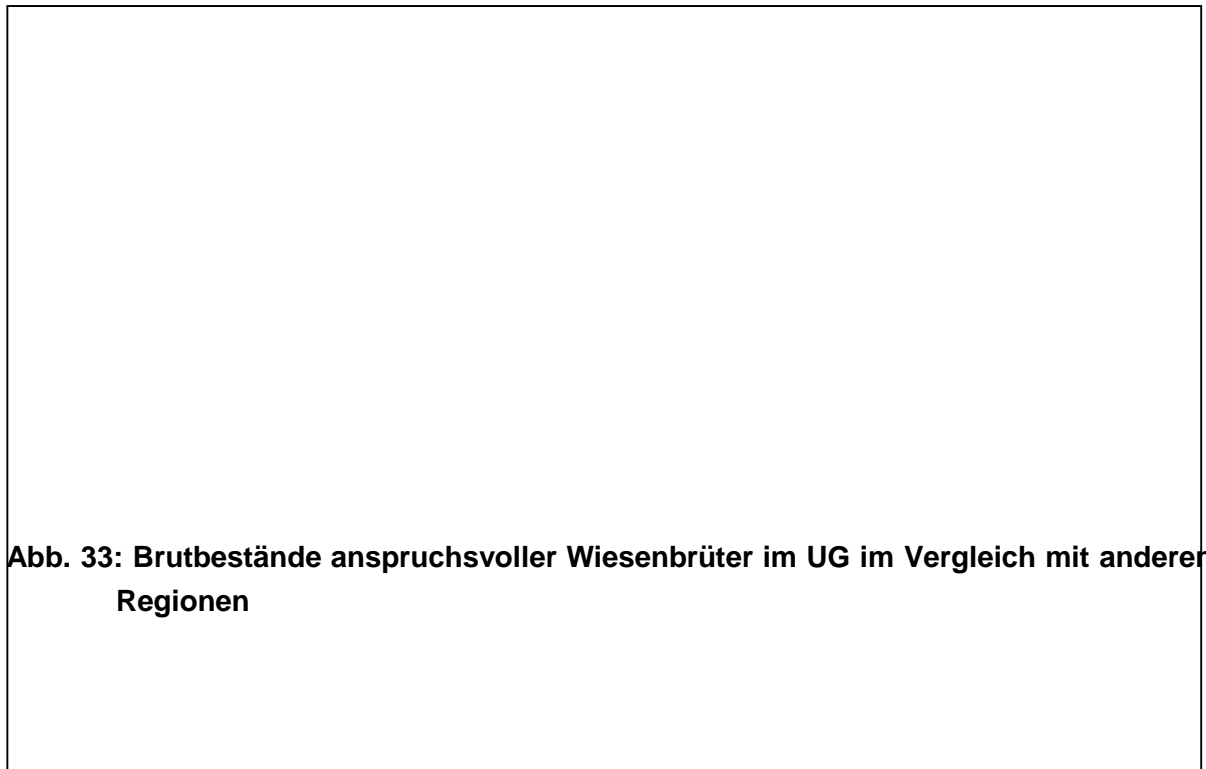 Abb. 33: Brutbestände anspruchsvoller Wiesenbrüter im UG im Vergleich mit anderer
Regionen